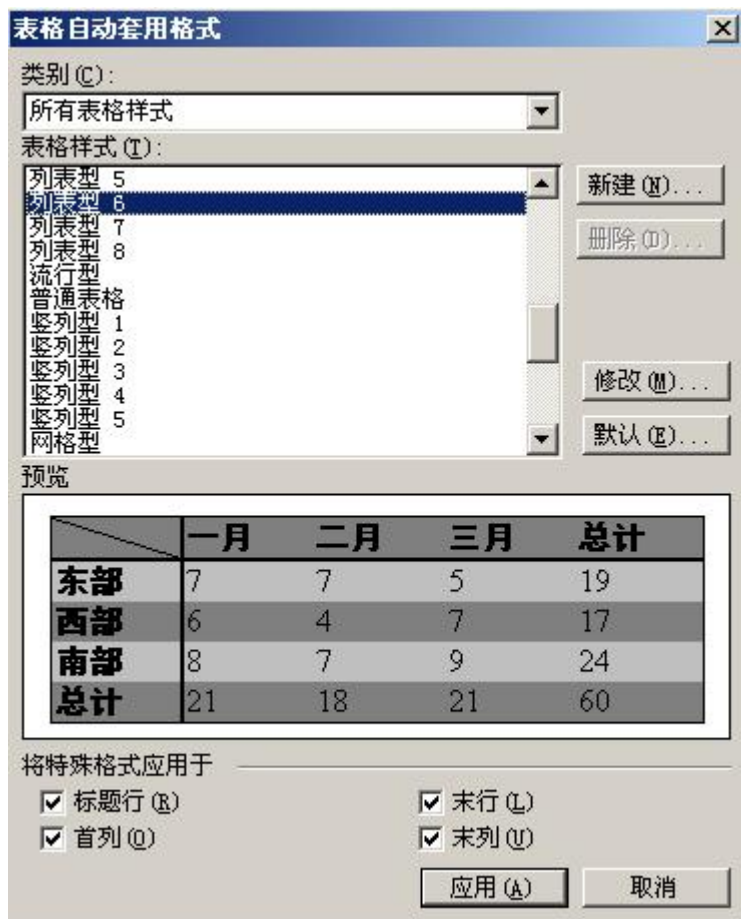 表格自动套用格式
类别(C):
所有表格样式
表格样式(T):
列表型 5
列表型 6
列表型 7
列表型 8
流行型
普通表格
竖列型 1
竖列型 2
竖列型 3
竖列型 4
竖列型 5
网格型
新建(N)...
删除(D)...
修改(M)...
默认(E)...
预览
一月 二月 三月 总计
东部 7 7 5 19
西部 6 4 7 17
南部 8 7 9 24
总计 21 18 21 60
将特殊格式应用于
标题行(R) 末行(L)
首列(O) 末列(U)
应用(A) 取消